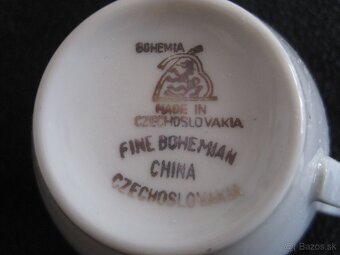 BOHEMIA
MADE IN
CZECHOSLOVAKIA
FINE BOHEMIAN
CHINA
CZECHOSLOVAKIA
© Bazos.sk